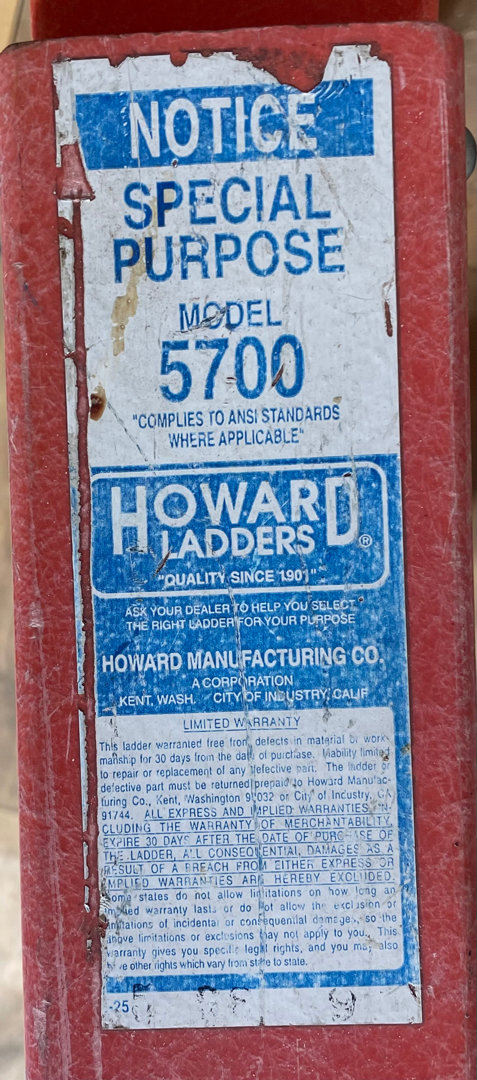 NOTICE
SPECIAL
PURPOSE
MODEL
5700
"COMPLIES TO ANSI STANDARDS
WHERE APPLICABLE"
HOWARD
LADDERS ®
"QUALITY SINCE 1901"
ASK YOUR DEALER TO HELP YOU SELECT
THE RIGHT LADDER FOR YOUR PURPOSE
HOWARD MANUFACTURING CO.
A CORPORATION
KENT, WASH. CITY OF INDUSTRY, CALIF
LIMITED WARRANTY
This ladder warranted free from defects in material or work-
manship for 30 days from the date of purchase. Liability limited
to repair or replacement of any defective part. The ladder or
defective part must be returned prepaid to Howard Manufac-
turing Co., Kent, Washington 98032 or City of Industry, CA
91744. ALL EXPRESS AND IMPLIED WARRANTIES, IN-
CLUDING THE WARRANTY OF MERCHANTABILITY,
EXPIRE 30 DAYS AFTER THE DATE OF PURCHASE OF
THE LADDER, ALL CONSEQUENTIAL DAMAGES AS A
RESULT OF A BREACH FROM EITHER EXPRESS OR
IMPLIED WARRANTIES ARE HEREBY EXCLUDED.
Some states do not allow limitations on how long an
implied warranty lasts or do not allow the exclusion or
limitations of incidental or consequential damages, so the
above limitations or exclusions may not apply to you. This
warranty gives you specific legal rights, and you may also
have other rights which vary from state to state.
-25